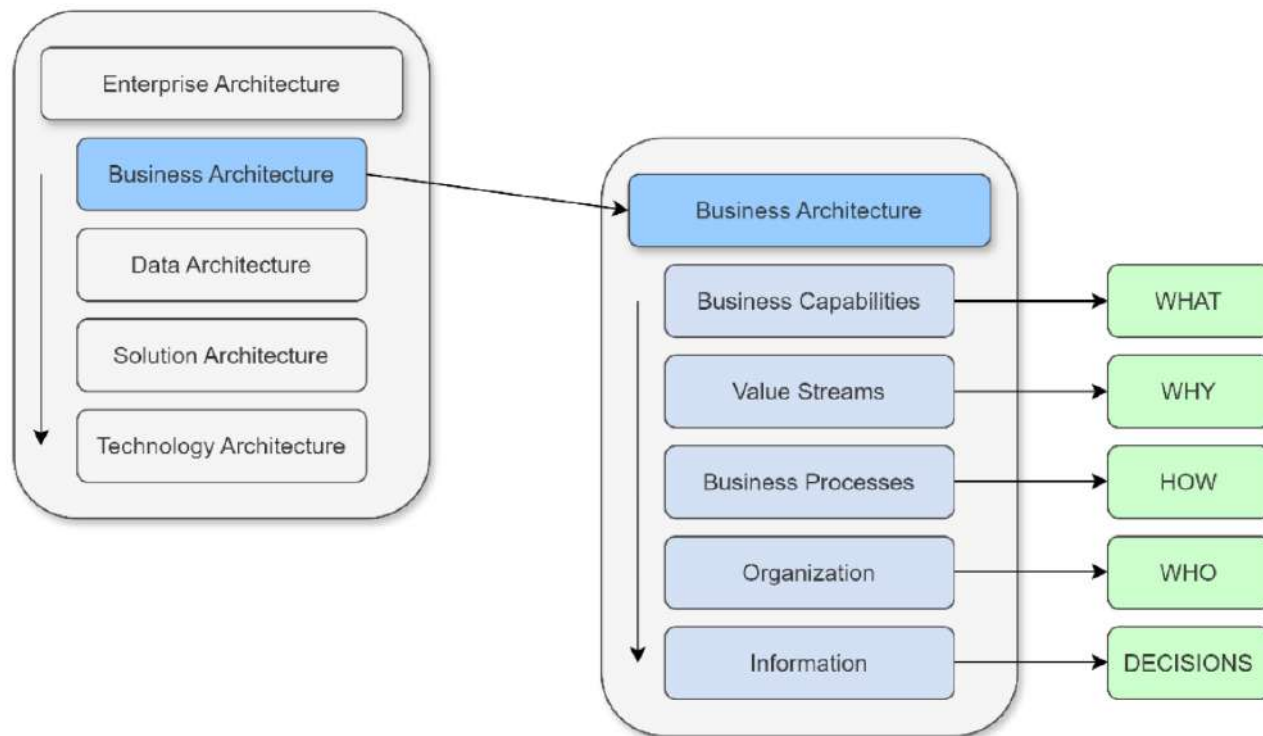 Enterprise Architecture
Business Architecture
Data Architecture
Solution Architecture
Technology Architecture
Business Architecture
Business Capabilities
WHAT
Value Streams
WHY
Business Processes
HOW
Organization
WHO
Information
DECISIONS